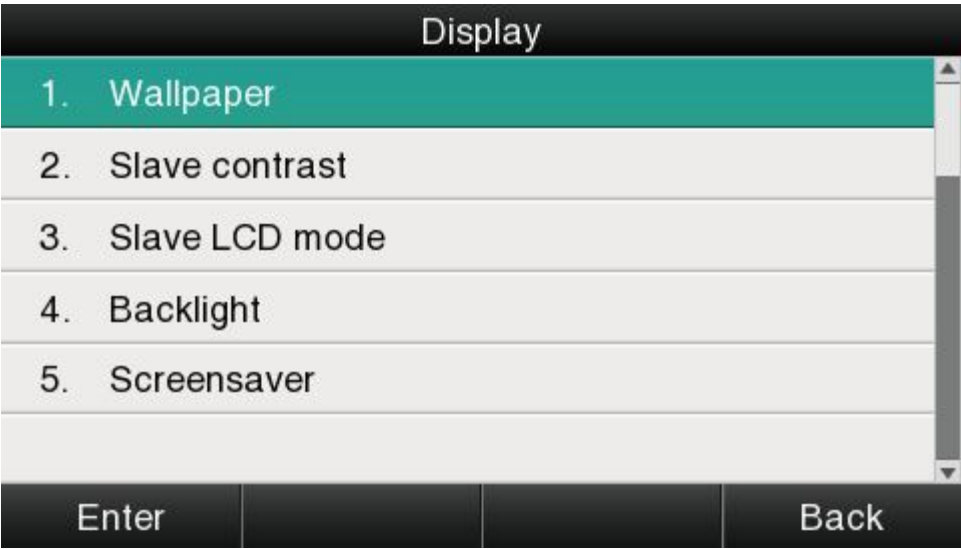 Display
1. Wallpaper
2. Slave contrast
3. Slave LCD mode
4. Backlight
5. Screensaver
Enter Back